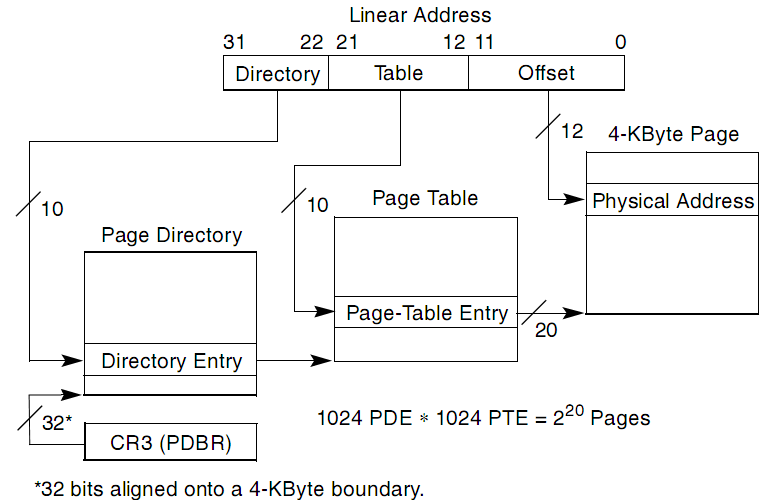 Linear Address
31 22 21 12 11 0
Directory Table Offset
12 4-KByte Page
10 10 Page Table Physical Address
Page Directory
Page-Table Entry 20
Directory Entry
32* 1024 PDE * 1024 PTE = 2^20 Pages
CR3 (PDBR)
*32 bits aligned onto a 4-KByte boundary.